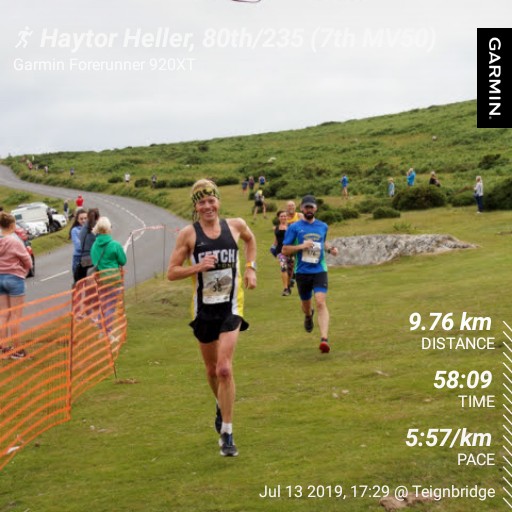 Haytor Heller, 80th/235 (7th MV50)
Garmin Forerunner 920XT
GARMIN.
FETCH
9.76 km
DISTANCE
58:09
TIME
5:57/km
PACE
Jul 13 2019, 17:29 @ Teignbridge